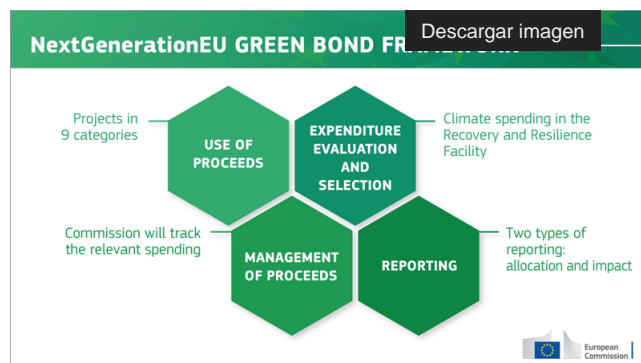 NextGenerationEU GREEN BOND
Descargar imagen
Projects in
9 categories
USE OF
PROCEEDS
EXPENDITURE
EVALUATION
AND
SELECTION
Climate spending in the
Recovery and Resilience
Facility
Commission will track
the relevant spending
MANAGEMENT
OF PROCEEDS
REPORTING
Two types of
reporting:
allocation and impact
European
Commission